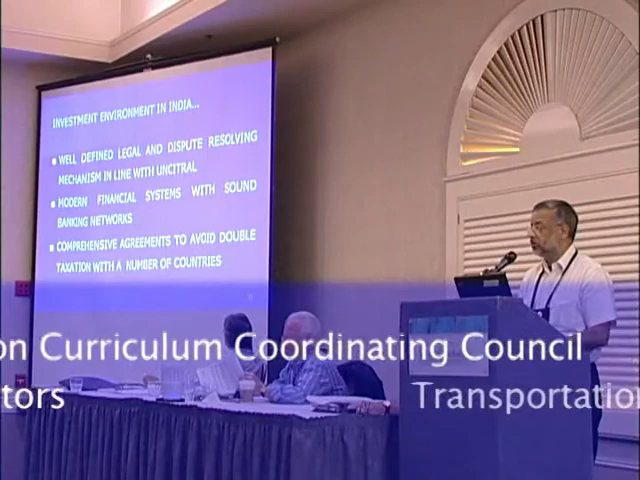 INVESTMENT ENVIRONMENT IN INDIA...
WELL DEFINED LEGAL AND DISPUTE RESOLVING
MECHANISM IN LINE WITH UNCITRAL
MODERN FINANCIAL SYSTEMS WITH SOUND
BANKING NETWORKS
COMPREHENSIVE AGREEMENTS TO AVOID DOUBLE
TAXATION WITH A NUMBER OF COUNTRIES
on Curriculum Coordinating Council
tors Transportation